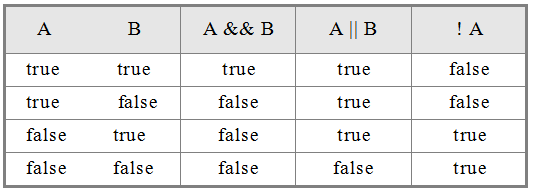 A B A && B A || B ! A
true true true true false
true false false true false
false true false true true
false false false false true